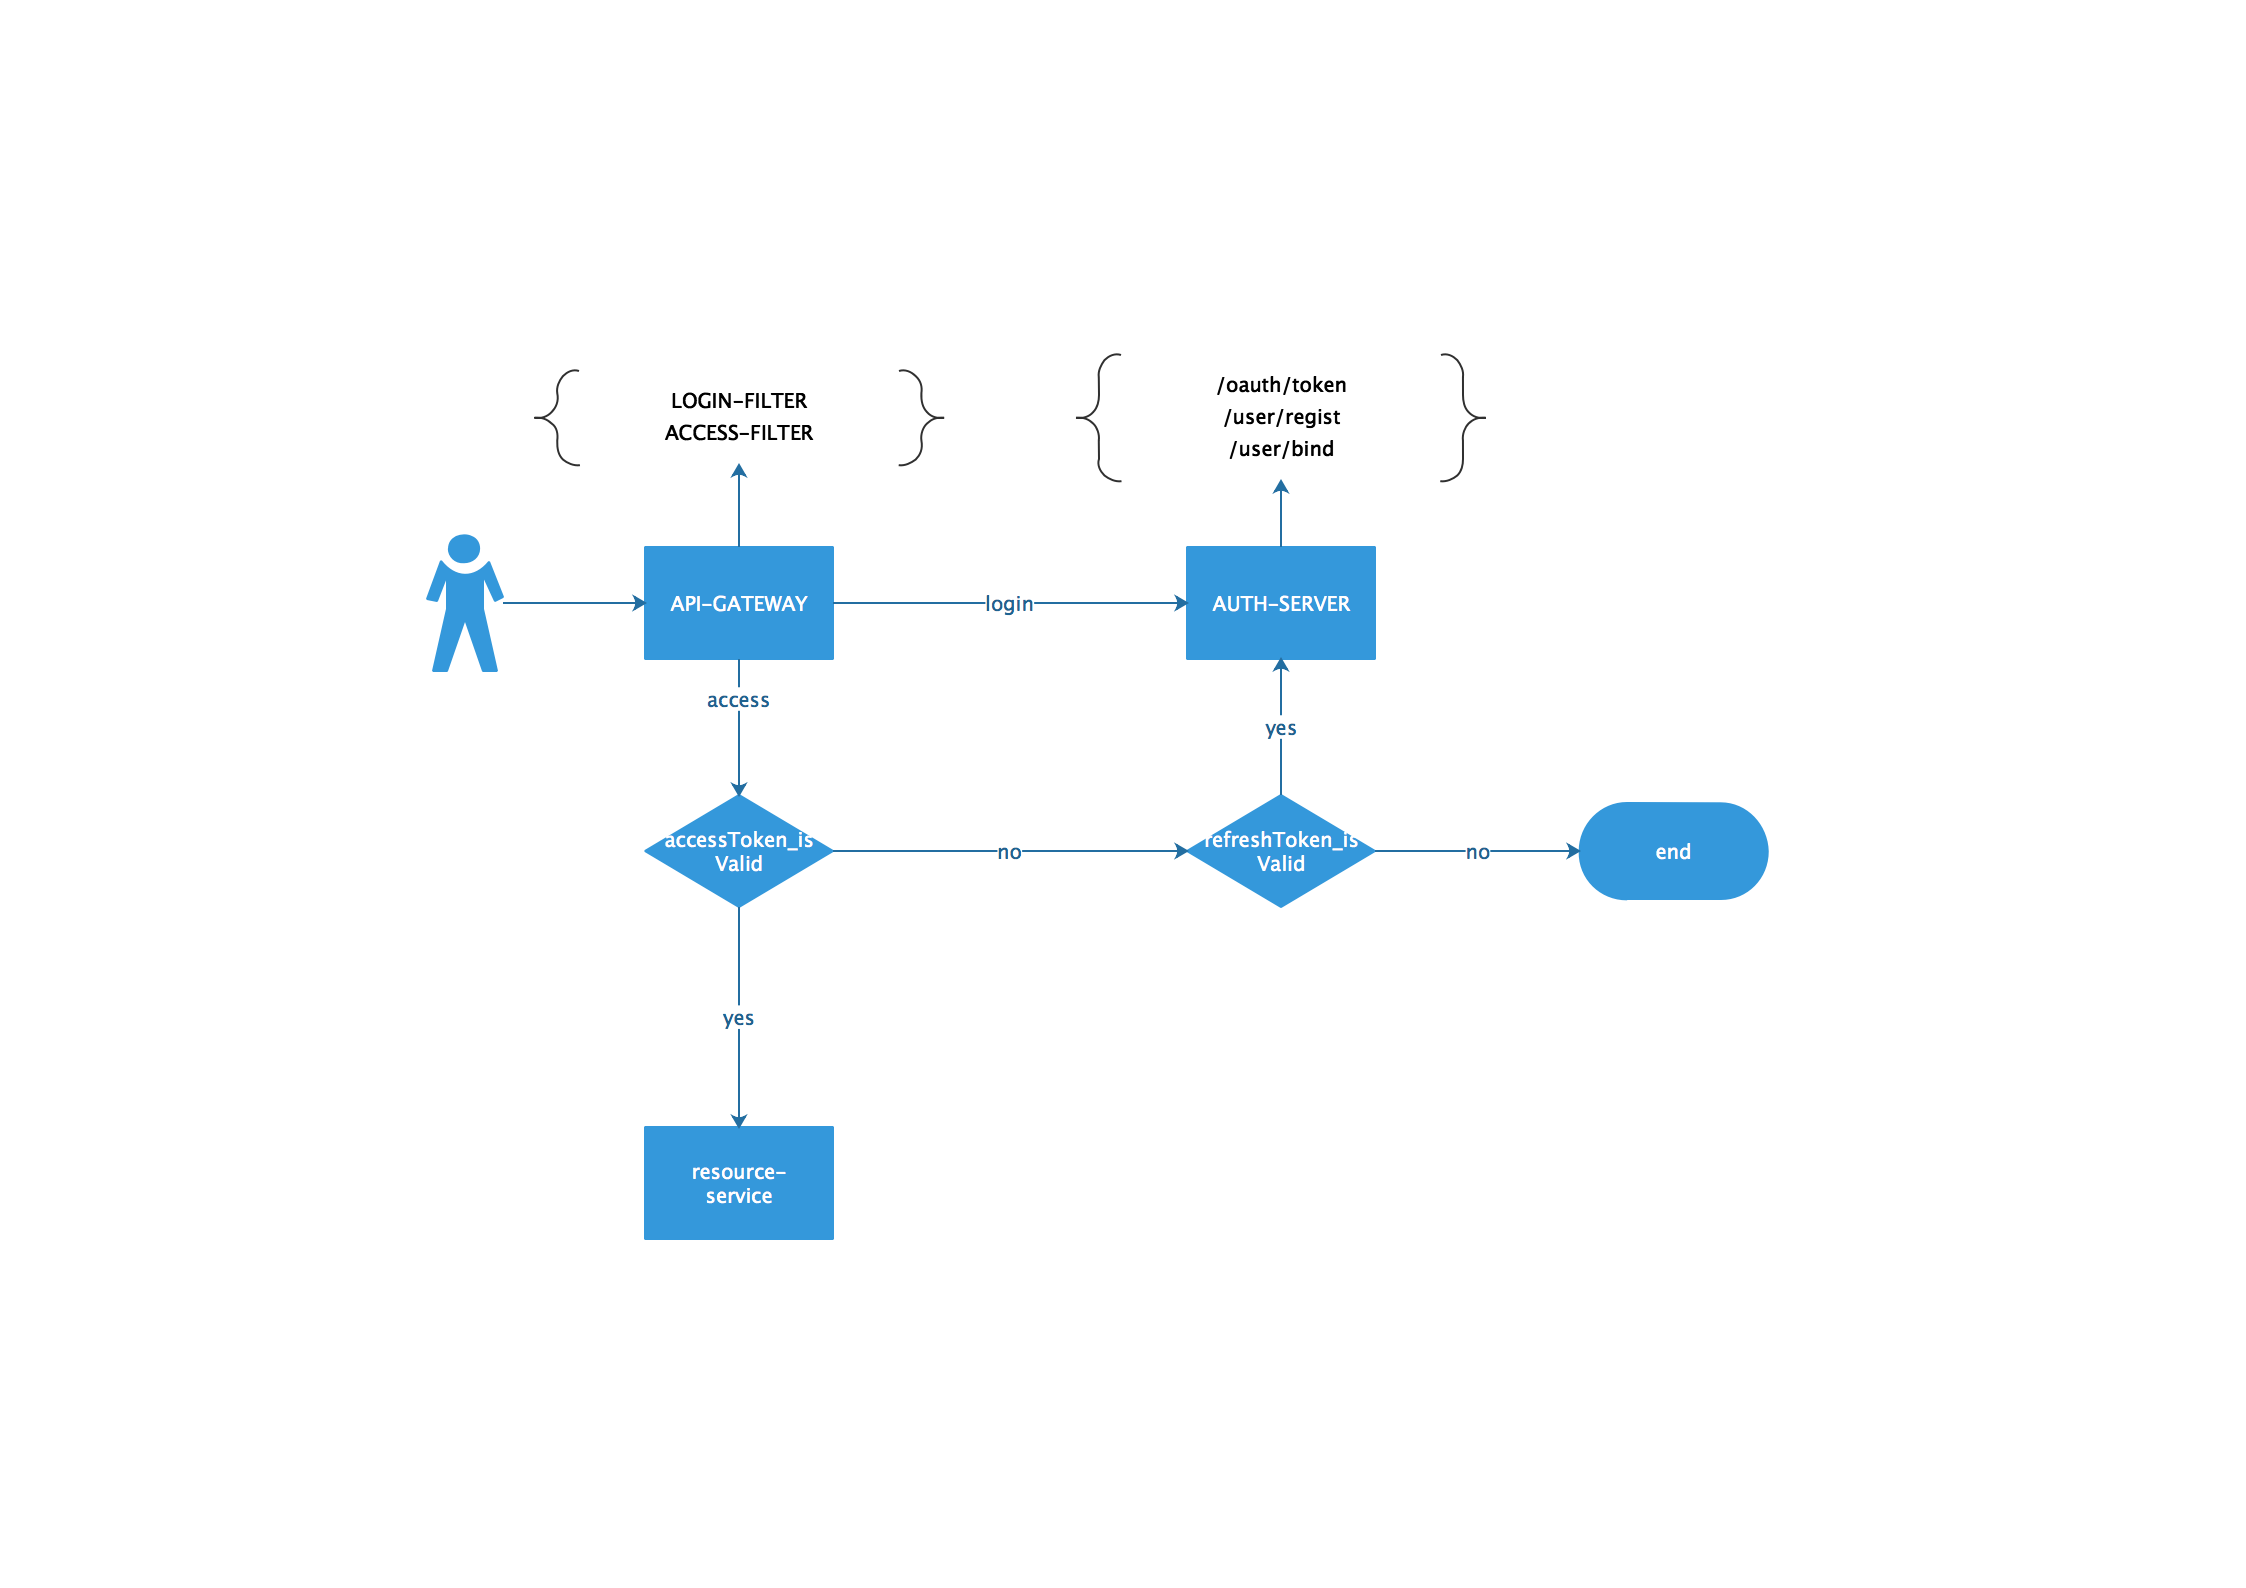 LOGIN-FILTER
ACCESS-FILTER
/oauth/token
/user/regist
/user/bind
API-GATEWAY
login
AUTH-SERVER
access
yes
accessToken_is
Valid
no
refreshToken_is
Valid
no
end
yes
resource-
service